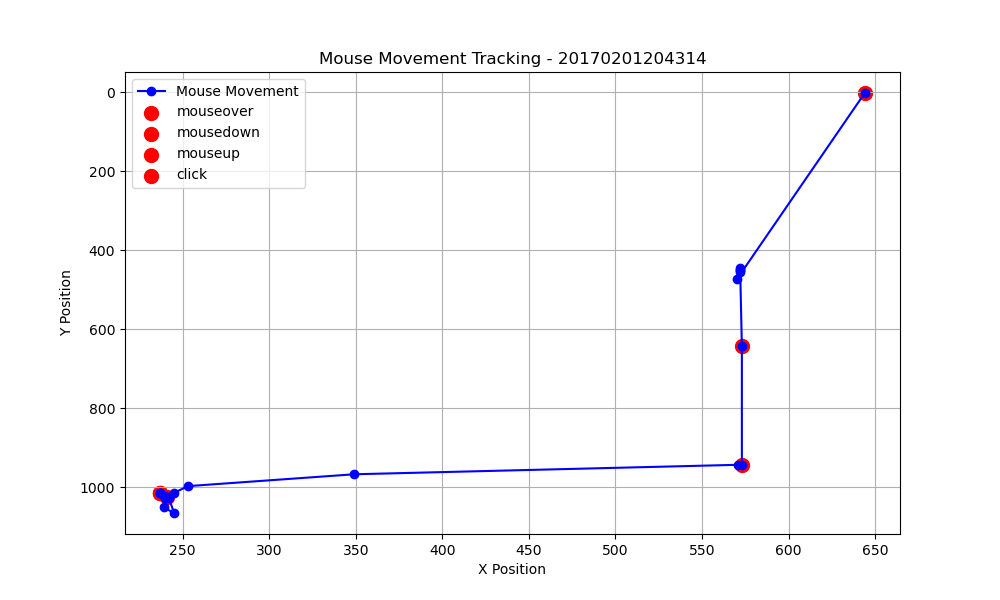 Mouse Movement Tracking - 20170201204314
Mouse Movement
mouseover
mousedown
mouseup
click
0
200
400
600
800
1000
Y Position
250
300
350
400
450
500
550
600
650
X Position